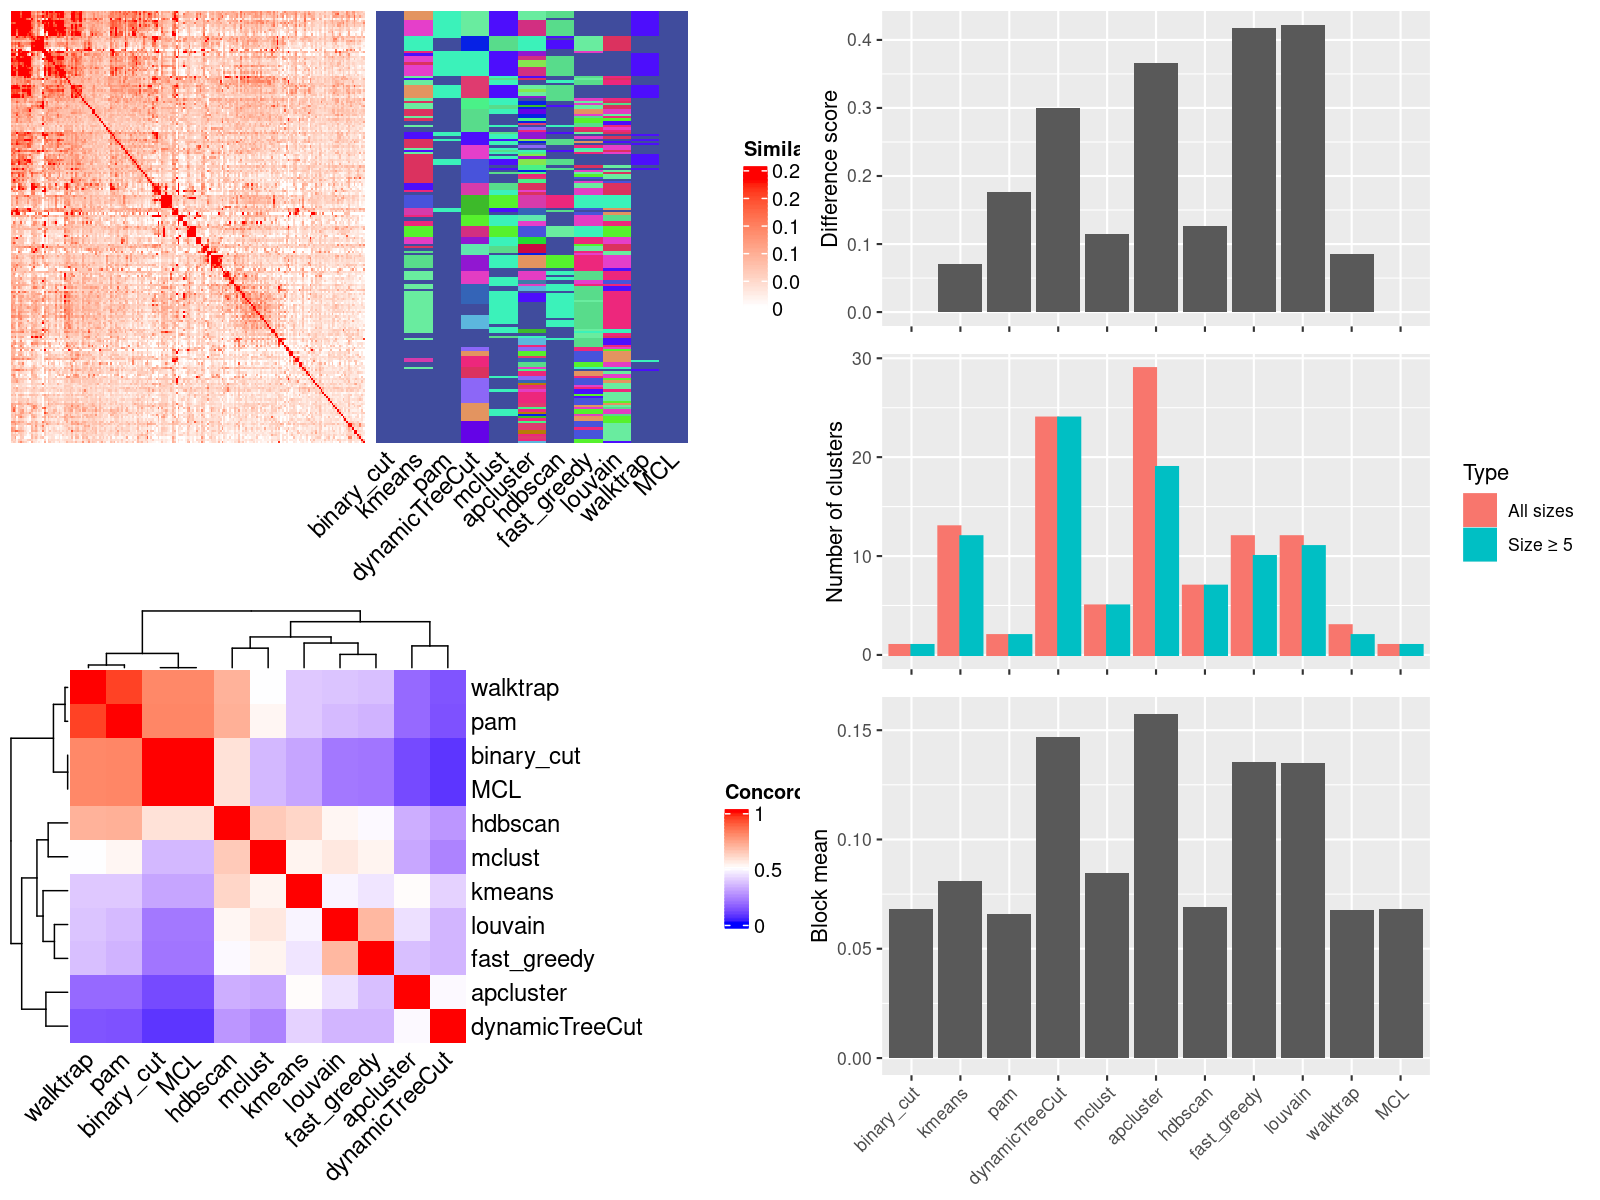 Simila
0.2
0.2
0.1
0.1
0.0
0
binary_cut
kmeans
pam
dynamicTreeCut
mclust
apcluster
hdbscan
fast_greedy
louvain
walktrap
MCL
walktrap
pam
binary_cut
MCL
hdbscan
mclust
kmeans
louvain
fast_greedy
apcluster
dynamicTreeCut
walktrap
pam
binary_cut
MCL
hdbscan
mclust
kmeans
louvain
fast_greedy
apcluster
dynamicTreeCut
Concord
1
0.5
0
Difference score
0.4
0.3
0.2
0.1
0.0
Number of clusters
30
20
10
0
Type
All sizes
Size ≥ 5
Block mean
0.15
0.10
0.05
0.00
binary_cut
kmeans
pam
dynamicTreeCut
mclust
apcluster
hdbscan
fast_greedy
louvain
walktrap
MCL